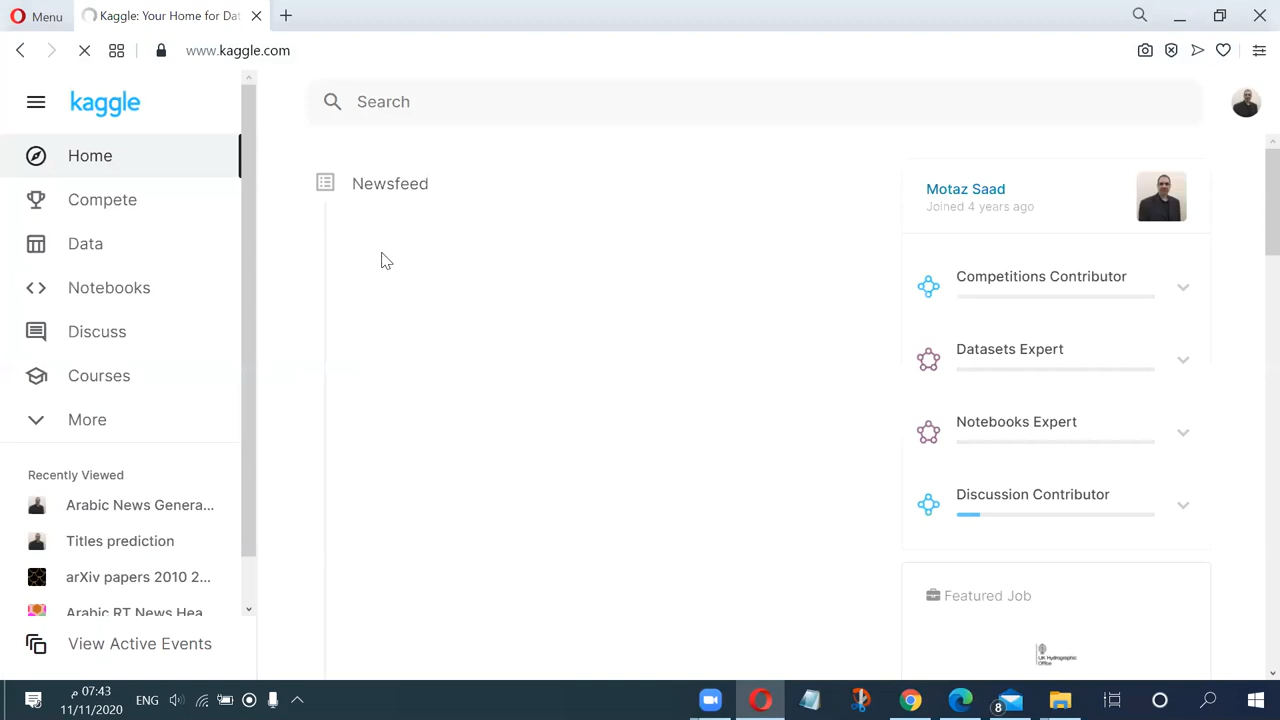 Menu
Kaggle: Your Home for Dat
www.kaggle.com
kaggle
Search
Home
Compete
Data
Notebooks
Discuss
Courses
More
Recently Viewed
Arabic News Genera...
Titles prediction
arXiv papers 2010 2...
Arabic RT News Hea
View Active Events
Newsfeed
Motaz Saad
Joined 4 years ago
Competitions Contributor
Datasets Expert
Notebooks Expert
Discussion Contributor
Featured Job
UK Hydrographic
Office
07:43 م
11/11/2020
ENG
8